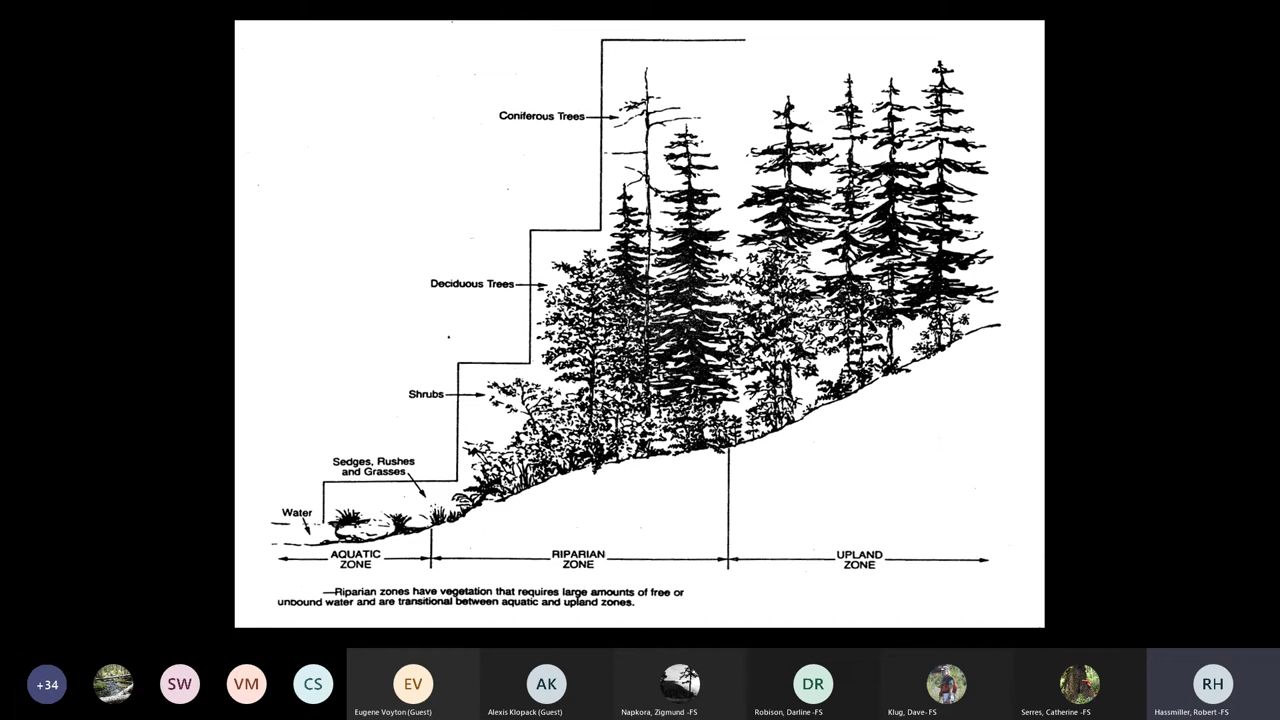 Coniferous Trees
Deciduous Trees
Shrubs
Sedges, Rushes
and Grasses
Water
AQUATIC
ZONE
RIPARIAN
ZONE
UPLAND
ZONE
—Riparian zones have vegetation that requires large amounts of free or
unbound water and are transitional between aquatic and upland zones.
+34
SW
VM
CS
EV
AK
DR
RH
Eugene Voyton (Guest)
Alexis Klopack (Guest)
Napkora, Zigmund -FS
Robison, Darline -FS
Klug, Dave- FS
Serres, Catherine -FS
Hassmiller, Robert -FS